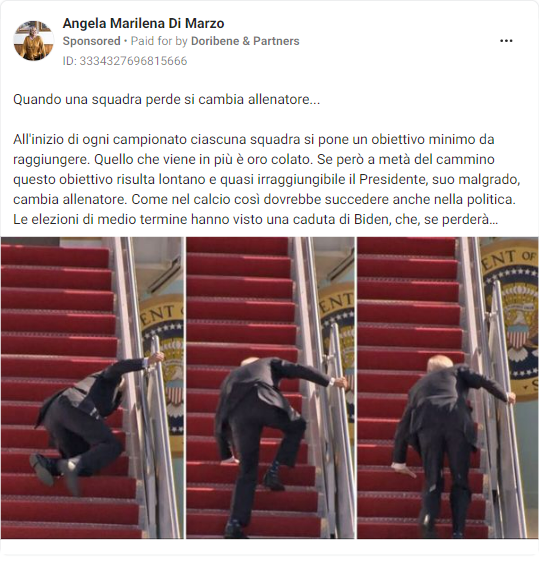 Angela Marilena Di Marzo
Sponsored • Paid for by Doribene & Partners
ID: 3334327696815666
Quando una squadra perde si cambia allenatore...
All'inizio di ogni campionato ciascuna squadra si pone un obiettivo minimo da
raggiungere. Quello che viene in più è oro colato. Se però a metà del cammino
questo obiettivo risulta lontano e quasi irraggiungibile il Presidente, suo malgrado,
cambia allenatore. Come nel calcio così dovrebbe succedere anche nella politica.
Le elezioni di medio termine hanno visto una caduta di Biden, che, se perderà...
ENT OF